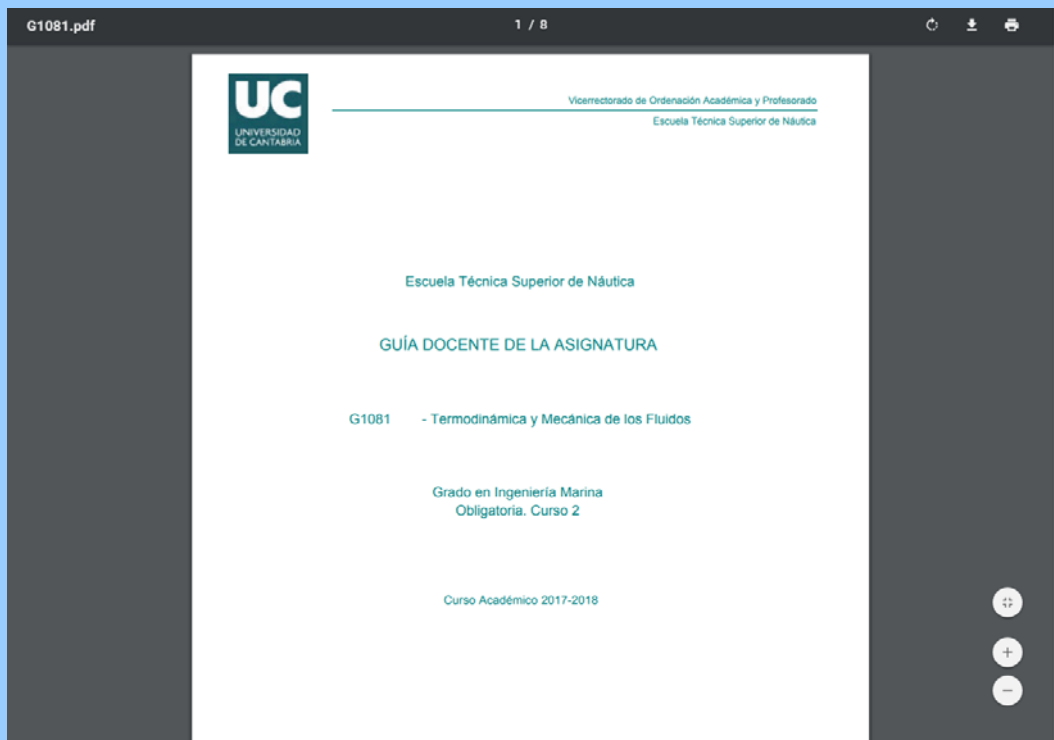 G1081.pdf
1 / 8
UC
UNIVERSIDAD
DE CANTABRIA
Vicerrectorado de Ordenación Académica y Profesorado
Escuela Técnica Superior de Náutica
Escuela Técnica Superior de Náutica
GUÍA DOCENTE DE LA ASIGNATURA
G1081 - Termodinámica y Mecánica de los Fluidos
Grado en Ingeniería Marina
Obligatoria. Curso 2
Curso Académico 2017-2018